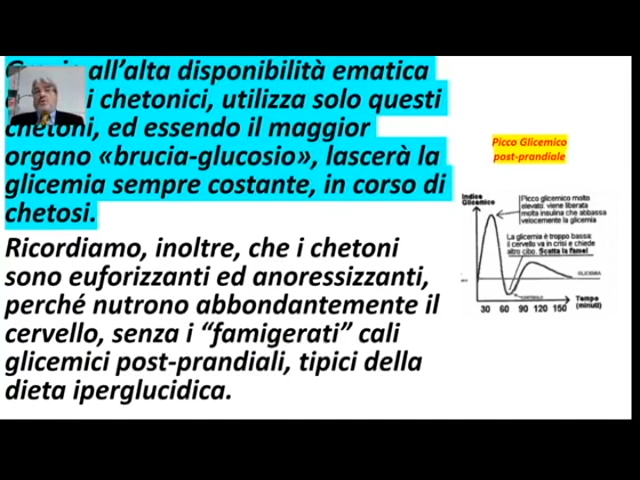 all’alta disponibilità ematica
i chetonici, utilizza solo questi
chetoni, ed essendo il maggior
organo «brucia-glucosio», lascerà la
glicemia sempre costante, in corso di
chetosi.
Ricordiamo, inoltre, che i chetoni
sono euforizzanti ed anoressizzanti,
perché nutrono abbondantemente il
cervello, senza i “famigerati” cali
glicemici post-prandiali, tipici della
dieta iperglucidica.
Picco Glicemico
post-prandiale
Indice
Glicemico
Picco glicemico molto
elevato: viene liberata
molta insulina che abbassa
velocemente la glicemia
La glicemia è troppo bassa:
il cervello va in crisi e chiede
altro cibo. Scatta la fame!
GLICEMIA
Tempo
(minuti)
30 60 90 120 150